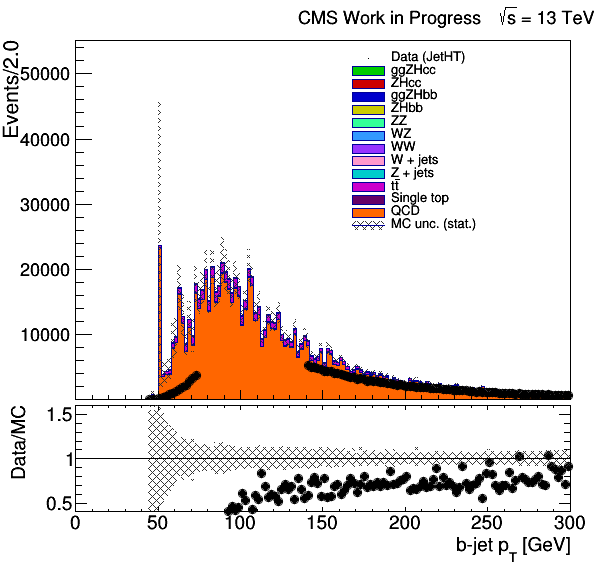 CMS Work in Progress √s = 13 TeV
Events/2.0
50000
40000
30000
20000
10000
Data (JetHT)
ggZHcc
ZHcc
ggZHbb
ZHbb
ZZ
WZ
WW
W + jets
Z + jets
tt̄
Single top
QCD
MC unc. (stat.)
Data/MC
1.5
1
0.5
0 50 100 150 200 250 300
b-jet p_T [GeV]